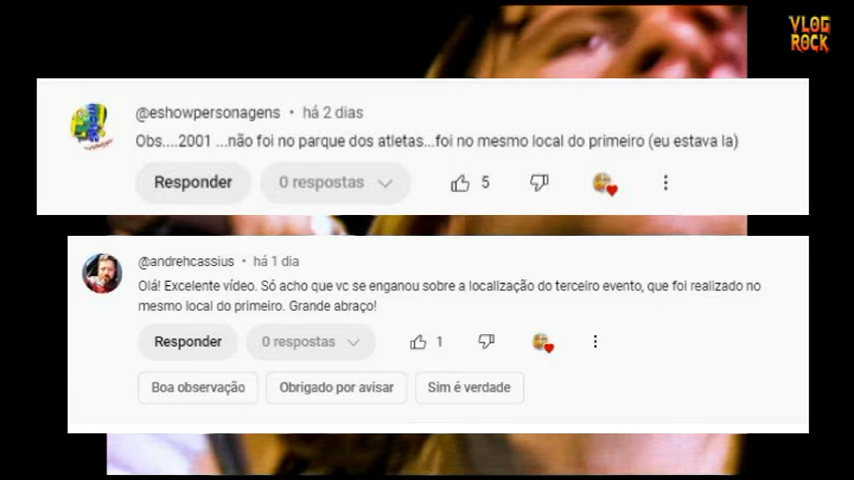 VLOG
ROCK
@eshowpersonagens • há 2 dias
Obs....2001 ...não foi no parque dos atletas...foi no mesmo local do primeiro (eu estava la)
Responder 0 respostas 5
@andrehcassius • há 1 dia
Olá! Excelente vídeo. Só acho que vc se enganou sobre a localização do terceiro evento, que foi realizado no
mesmo local do primeiro. Grande abraço!
Responder 0 respostas 1
Boa observação Obrigado por avisar Sim é verdade